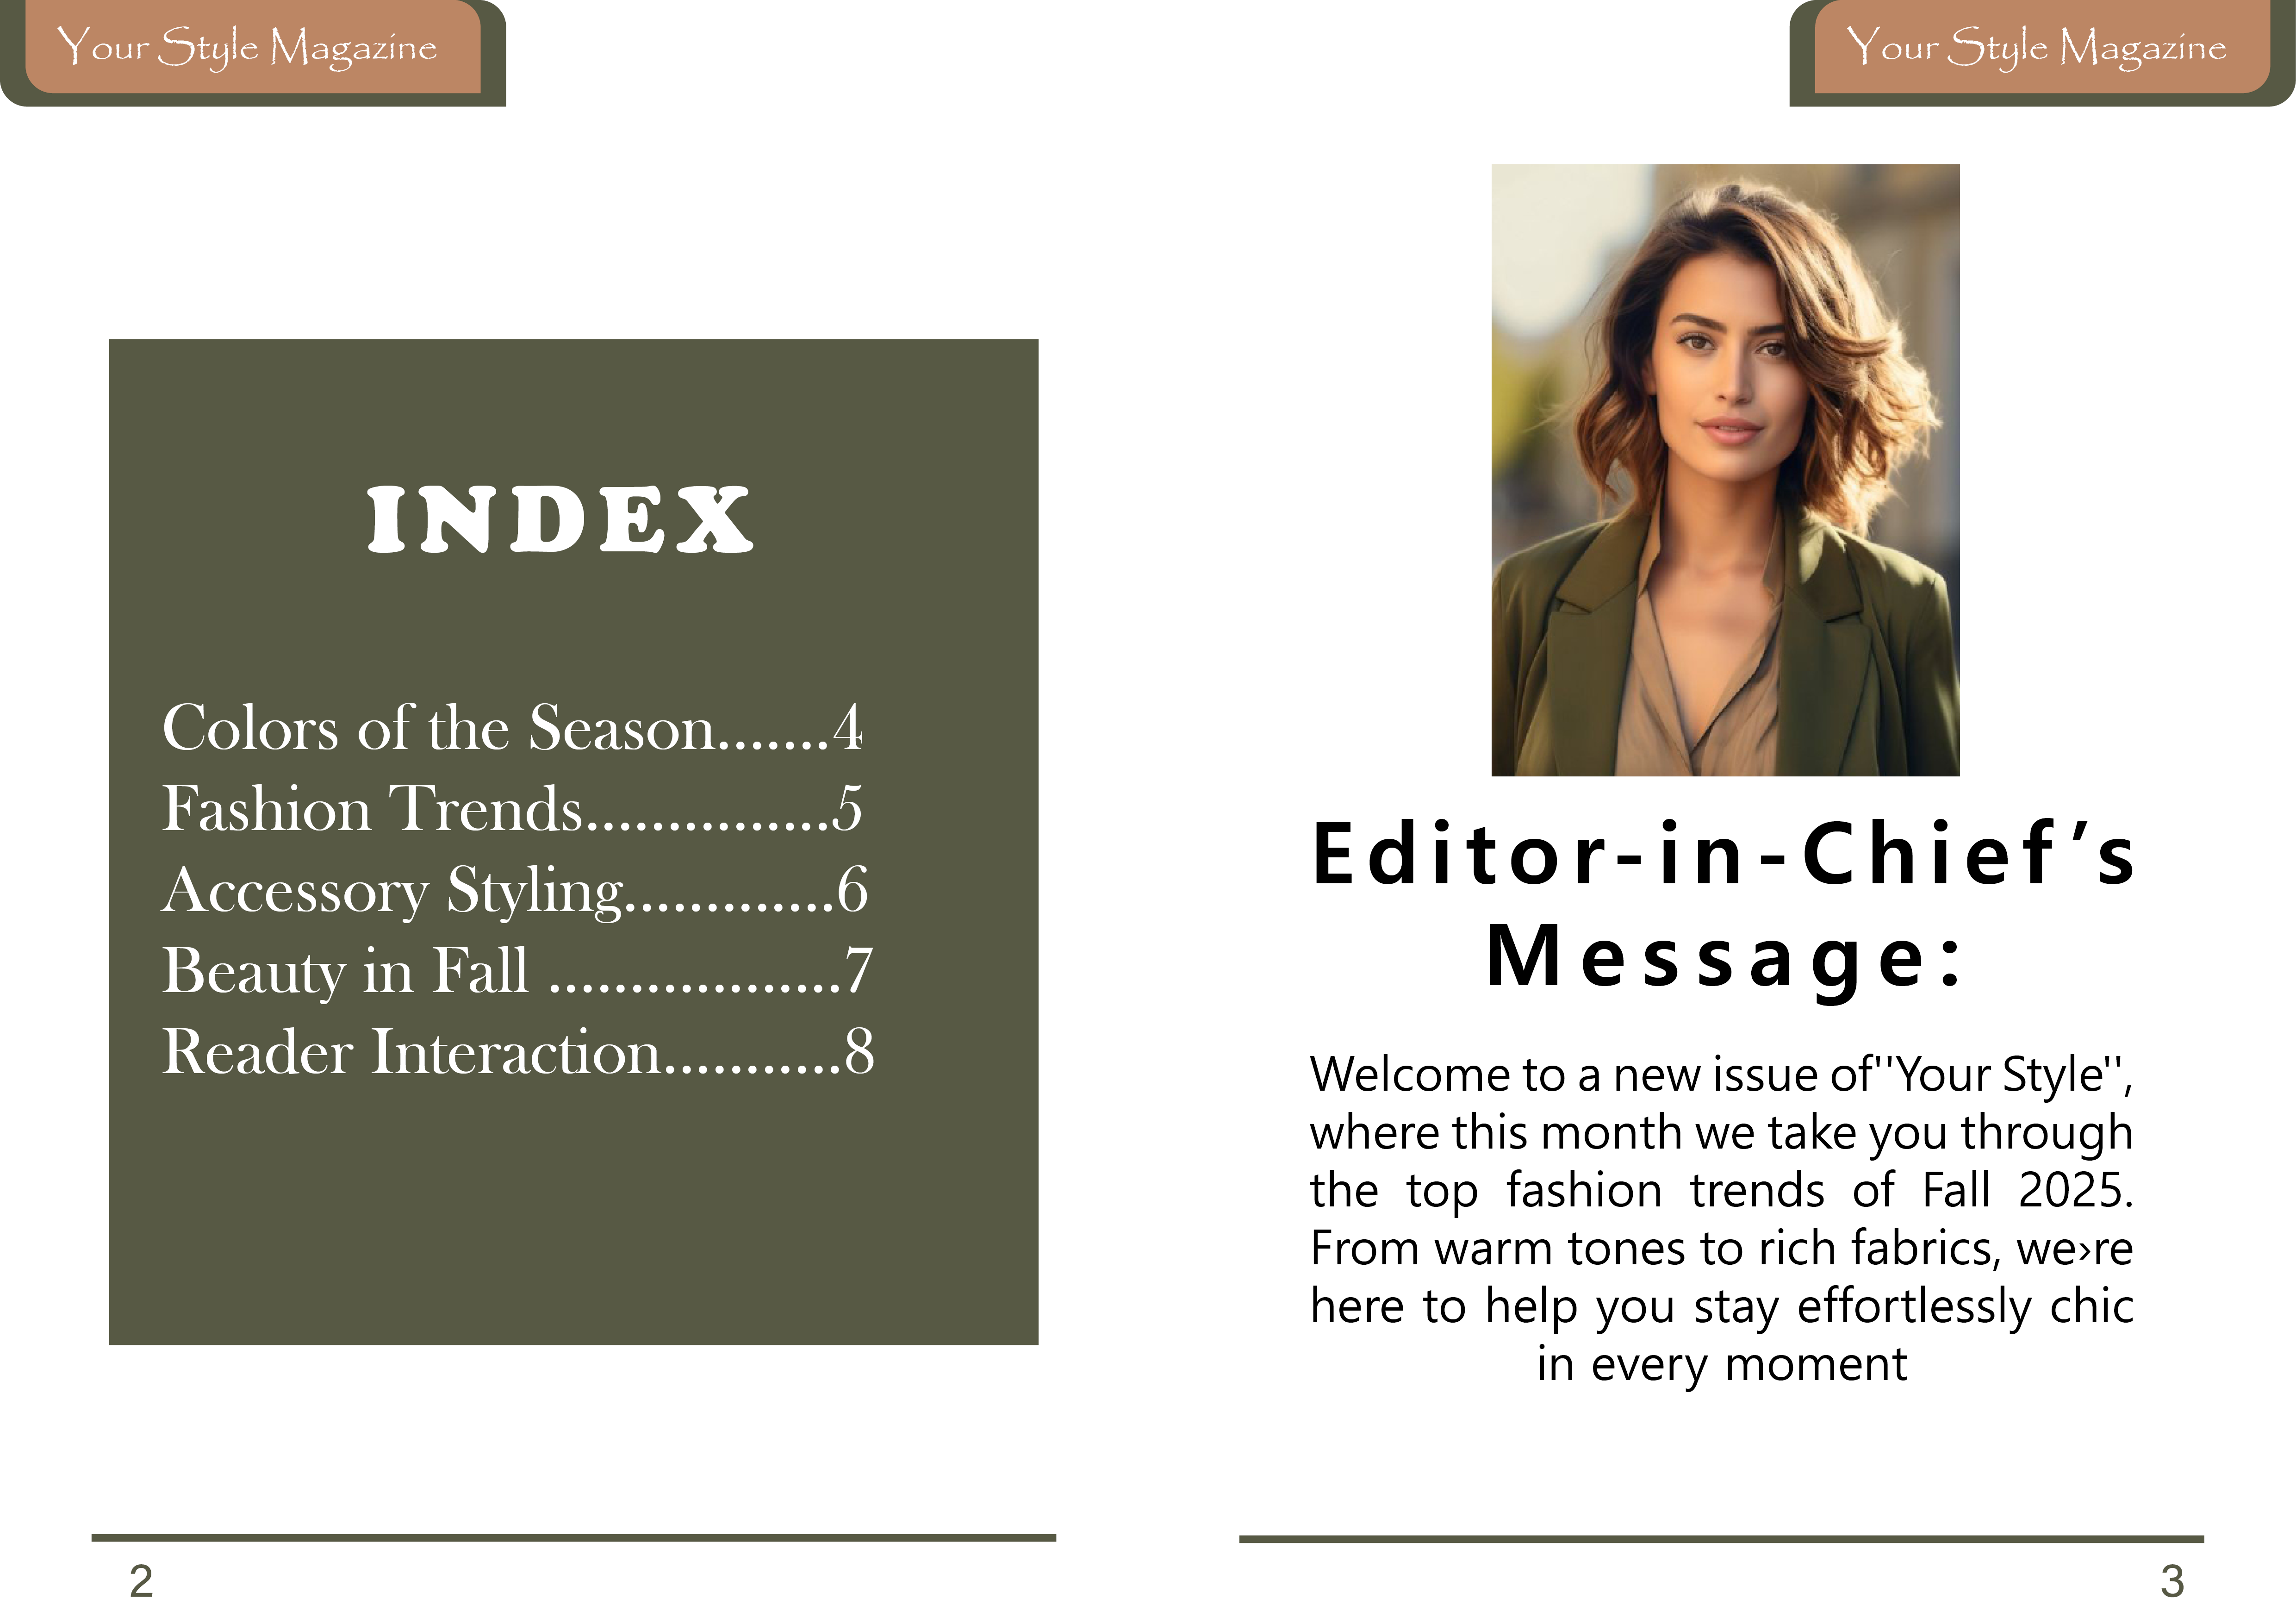 Your Style Magazine
INDEX
Colors of the Season.......4
Fashion Trends...............5
Accessory Styling.............6
Beauty in Fall ..................7
Reader Interaction...........8
2
Your Style Magazine
Editor-in-Chief’s
Message:
Welcome to a new issue of''Your Style'',
where this month we take you through
the top fashion trends of Fall 2025.
From warm tones to rich fabrics, we›re
here to help you stay effortlessly chic
in every moment
3